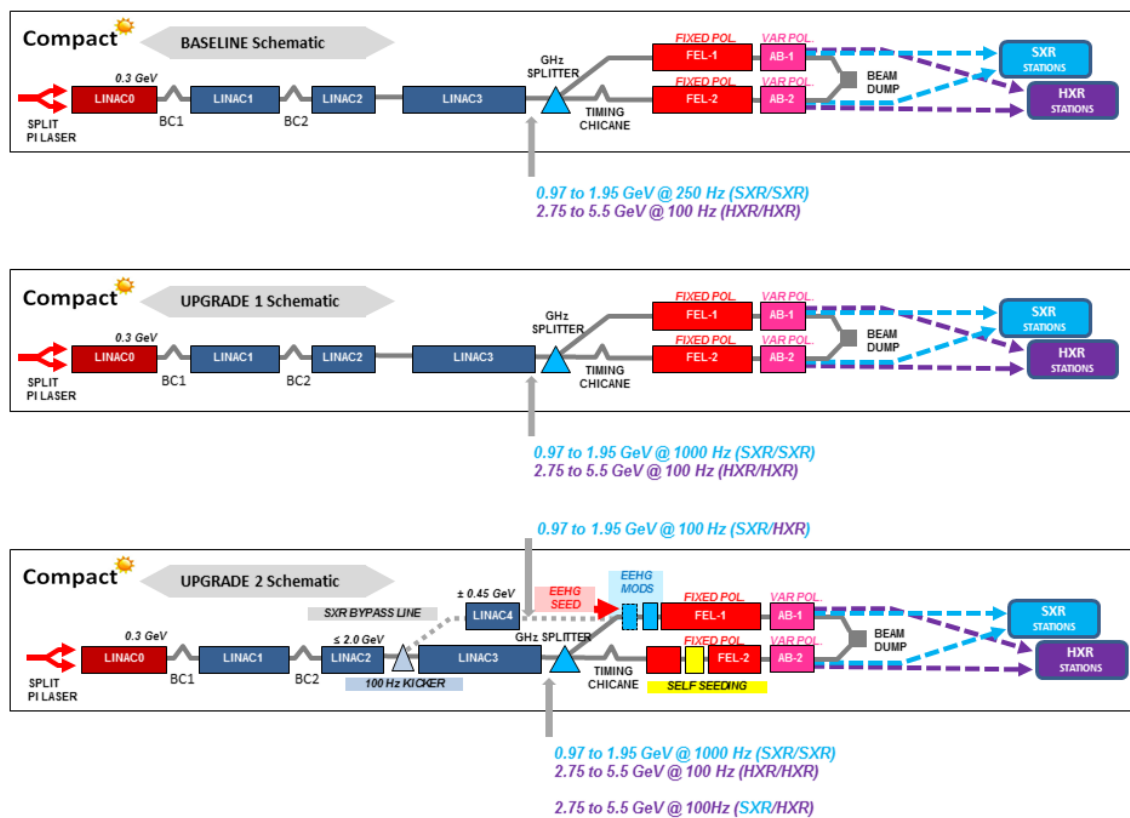 Compact
BASELINE Schematic
FIXED POL.
VAR POL.
GHz
SPLITTER
FEL-1
AB-1
SXR
STATIONS
0.3 GeV
FIXED POL.
VAR POL.
BEAM
DUMP
LINAC0
LINAC1
LINAC2
LINAC3
FEL-2
AB-2
HXR
STATIONS
SPLIT
PI LASER
BC1
BC2
TIMING
CHICANE
0.97 to 1.95 GeV @ 250 Hz (SXR/SXR)
2.75 to 5.5 GeV @ 100 Hz (HXR/HXR)
Compact
UPGRADE 1 Schematic
FIXED POL.
VAR POL.
GHz
SPLITTER
FEL-1
AB-1
SXR
STATIONS
0.3 GeV
FIXED POL.
VAR POL.
BEAM
DUMP
LINAC0
LINAC1
LINAC2
LINAC3
FEL-2
AB-2
HXR
STATIONS
SPLIT
PI LASER
BC1
BC2
TIMING
CHICANE
0.97 to 1.95 GeV @ 1000 Hz (SXR/SXR)
2.75 to 5.5 GeV @ 100 Hz (HXR/HXR)
0.97 to 1.95 GeV @ 100 Hz (SXR/HXR)
Compact
UPGRADE 2 Schematic
± 0.45 GeV
EEHG
SEED
EEHG
MODS
FIXED POL.
VAR POL.
SXR BYPASS LINE
LINAC4
FEL-1
AB-1
SXR
STATIONS
0.3 GeV
≤ 2.0 GeV
GHz SPLITTER
FIXED POL.
VAR POL.
BEAM
DUMP
LINAC0
LINAC1
LINAC2
LINAC3
FEL-2
AB-2
HXR
STATIONS
SPLIT
PI LASER
BC1
BC2
100 Hz KICKER
TIMING
CHICANE
SELF SEEDING
0.97 to 1.95 GeV @ 1000 Hz (SXR/SXR)
2.75 to 5.5 GeV @ 100 Hz (HXR/HXR)
2.75 to 5.5 GeV @ 100Hz (SXR/HXR)